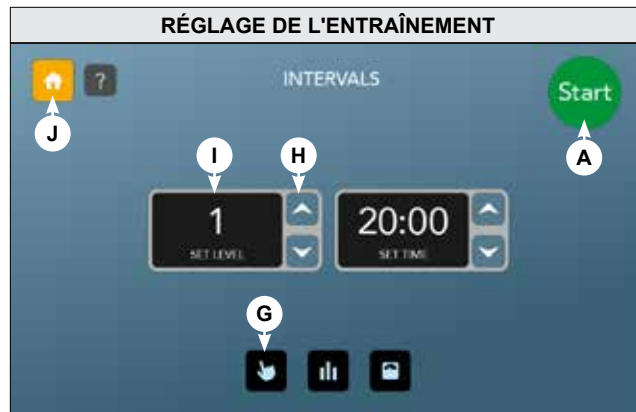 RÉGLAGE DE L'ENTRAÎNEMENT
?
INTERVALS
Start
J
A
I
H
1
20:00
SET LEVEL
SET TIME
G